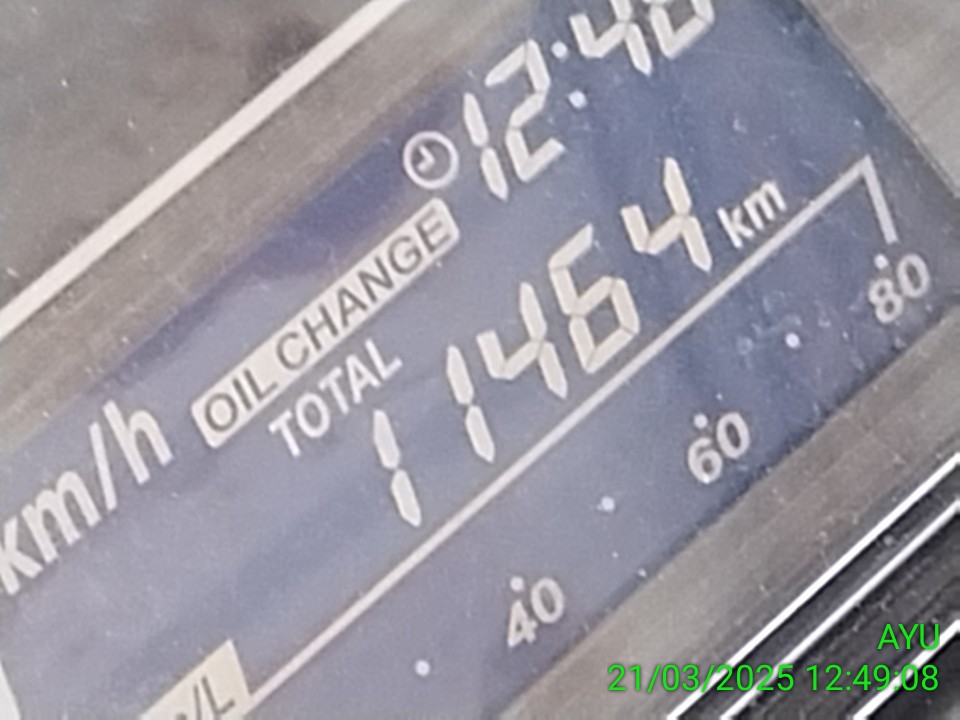 12:48
OIL CHANGE
TOTAL
11464 km
km/h
80
60
40
/L
AYU
21/03/2025 12:49:08